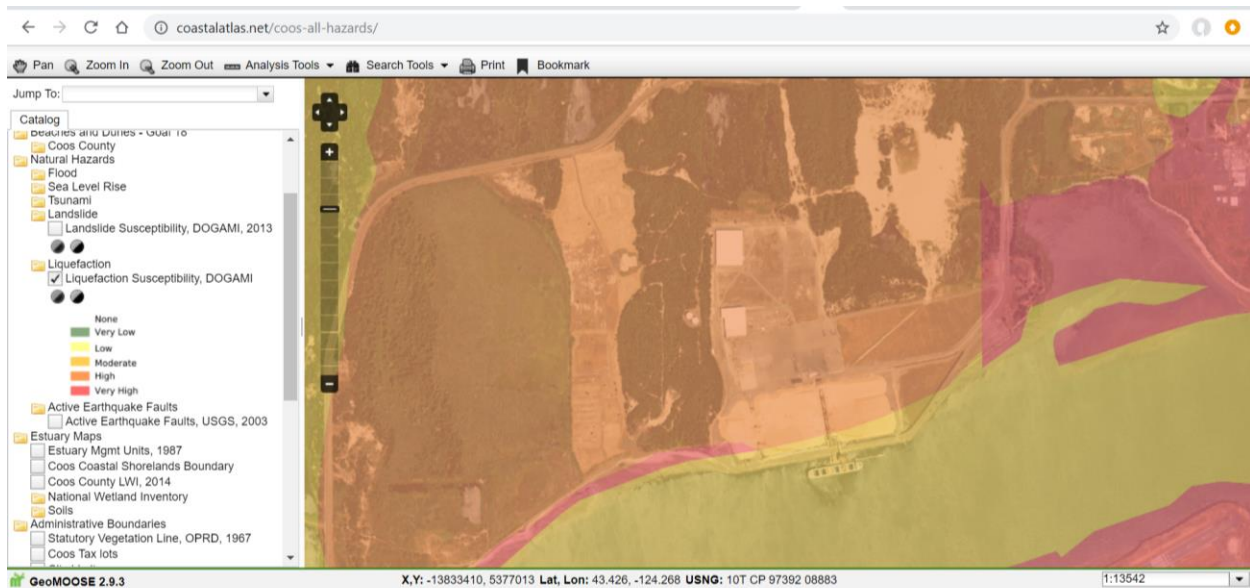 coastalatlas.net/coos-all-hazards/
Pan Zoom In Zoom Out Analysis Tools Search Tools Print Bookmark
Jump To:
Catalog
Beaches and Dunes - Goal 18
Coos County
Natural Hazards
Flood
Sea Level Rise
Tsunami
Landslide
Landslide Susceptibility, DOGAMI, 2013
Liquefaction
Liquefaction Susceptibility, DOGAMI
None
Very Low
Low
Moderate
High
Very High
Active Earthquake Faults
Active Earthquake Faults, USGS, 2003
Estuary Maps
Estuary Mgmt Units, 1987
Coos Coastal Shorelands Boundary
Coos County LWI, 2014
National Wetland Inventory
Soils
Administrative Boundaries
Statutory Vegetation Line, OPRD, 1967
Coos Tax lots
GeoMOOSE 2.9.3 X,Y: -13833410, 5377013 Lat, Lon: 43.426, -124.268 USNG: 10T CP 97392 08883 1:13542